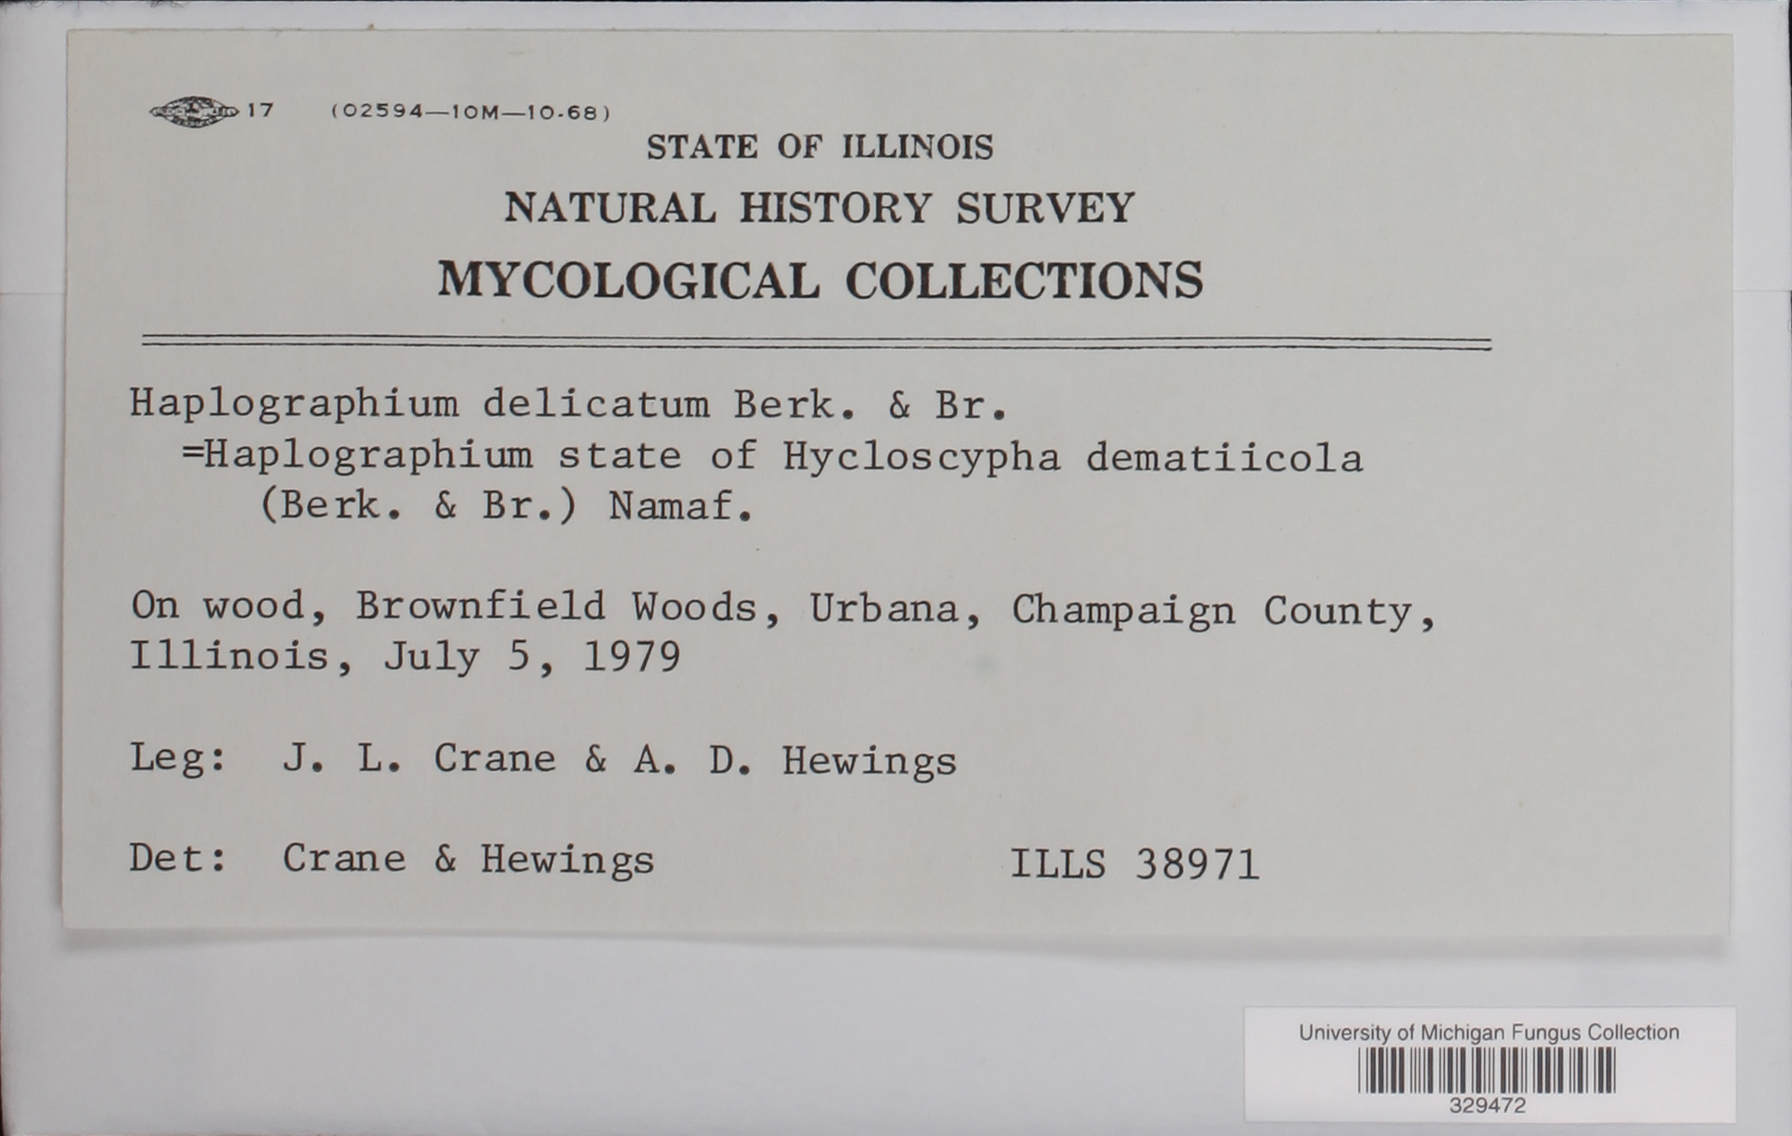 17 (02594—10M—10-68)
STATE OF ILLINOIS
NATURAL HISTORY SURVEY
MYCOLOGICAL COLLECTIONS
Haplographium delicatum Berk. & Br.
=Haplographium state of Hycloscypha dematiicola
(Berk. & Br.) Namaf.
On wood, Brownfield Woods, Urbana, Champaign County,
Illinois, July 5, 1979
Leg: J. L. Crane & A. D. Hewings
Det: Crane & Hewings ILLS 38971
University of Michigan Fungus Collection
329472